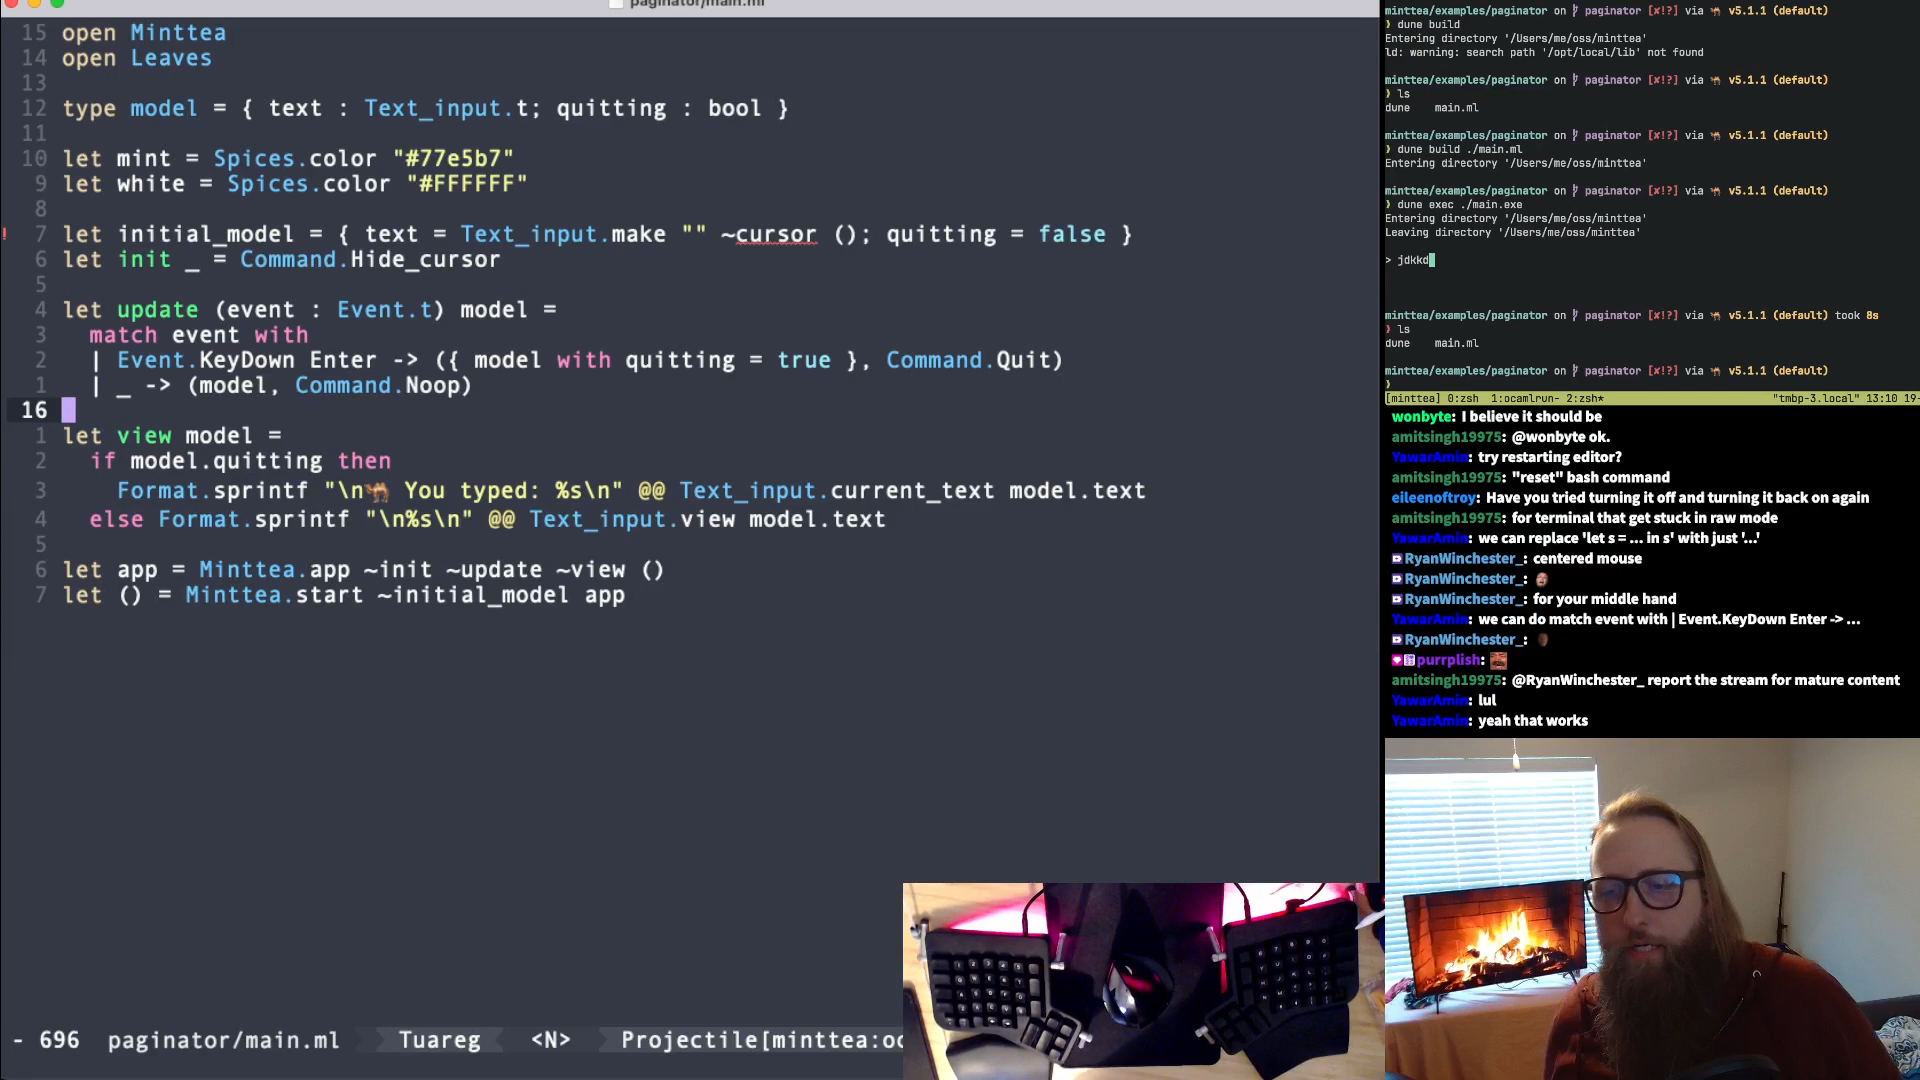 paginator/main.ml
15 open Minttea
14 open Leaves
13
12 type model = { text : Text_input.t; quitting : bool }
11
10 let mint = Spices.color "#77e5b7"
9 let white = Spices.color "#FFFFFF"
8
7 let initial_model = { text = Text_input.make "" ~cursor (); quitting = false }
6 let init _ = Command.Hide_cursor
5
4 let update (event : Event.t) model =
3 match event with
2 | Event.KeyDown Enter -> ({ model with quitting = true }, Command.Quit)
1 | _ -> (model, Command.Noop)
16
1 let view model =
2 if model.quitting then
3 Format.sprintf "\n🐪 You typed: %s\n" @@ Text_input.current_text model.text
4 else Format.sprintf "\n%s\n" @@ Text_input.view model.text
5
6 let app = Minttea.app ~init ~update ~view ()
7 let () = Minttea.start ~initial_model app
- 696 paginator/main.ml Tuareg <N> Projectile[minttea:oc
minttea/examples/paginator on paginator [✘!?] via 🐫 v5.1.1 (default)
❯ dune build
Entering directory '/Users/me/oss/minttea'
ld: warning: search path '/opt/local/lib' not found
minttea/examples/paginator on paginator [✘!?] via 🐫 v5.1.1 (default)
❯ ls
dune main.ml
minttea/examples/paginator on paginator [✘!?] via 🐫 v5.1.1 (default)
❯ dune build ./main.ml
Entering directory '/Users/me/oss/minttea'
minttea/examples/paginator on paginator [✘!?] via 🐫 v5.1.1 (default)
❯ dune exec ./main.exe
Entering directory '/Users/me/oss/minttea'
Leaving directory '/Users/me/oss/minttea'
> jdkkd
minttea/examples/paginator on paginator [✘!?] via 🐫 v5.1.1 (default) took 8s
❯ ls
dune main.ml
minttea/examples/paginator on paginator [✘!?] via 🐫 v5.1.1 (default)
❯
[minttea] 0:zsh 1:ocamlrun- 2:zsh* "tmbp-3.local" 13:10 19-
wonbyte: I believe it should be
amitsingh19975: @wonbyte ok.
YawarAmin: try restarting editor?
amitsingh19975: "reset" bash command
eileenoftroy: Have you tried turning it off and turning it back on again
amitsingh19975: for terminal that get stuck in raw mode
YawarAmin: we can replace 'let s = ... in s' with just '...'
RyanWinchester_: centered mouse
RyanWinchester_:
RyanWinchester_: for your middle hand
YawarAmin: we can do match event with | Event.KeyDown Enter -> ...
RyanWinchester_:
purrplish:
amitsingh19975: @RyanWinchester_ report the stream for mature content
YawarAmin: lul
YawarAmin: yeah that works